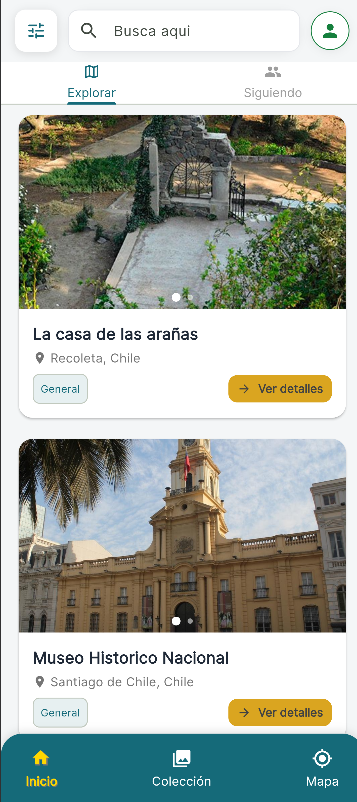 Busca aqui
Explorar
Siguiendo
La casa de las arañas
Recoleta, Chile
General
Ver detalles
Museo Historico Nacional
Santiago de Chile, Chile
General
Ver detalles
Inicio
Colección
Mapa